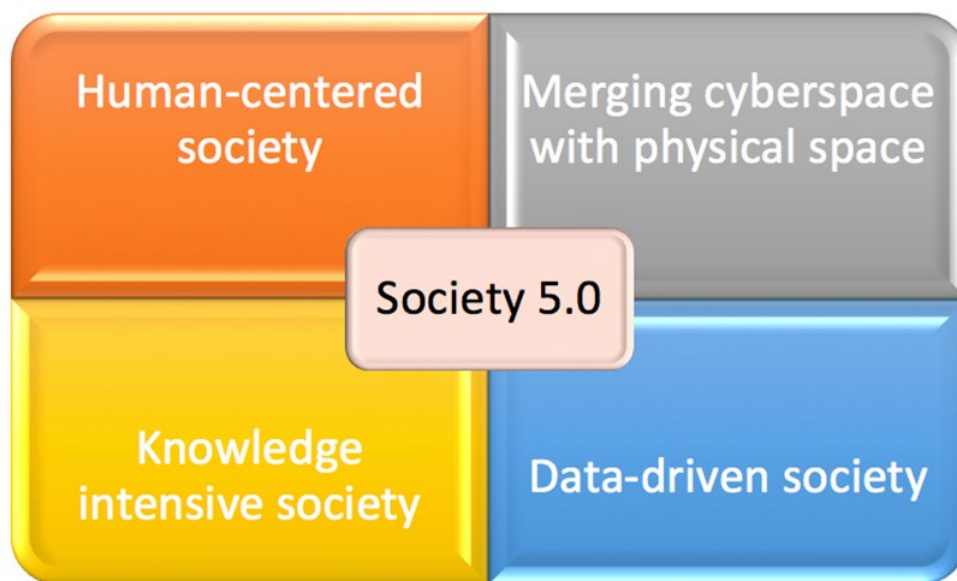 Human-centered
society
Merging cyberspace
with physical space
Society 5.0
Knowledge
intensive society
Data-driven society